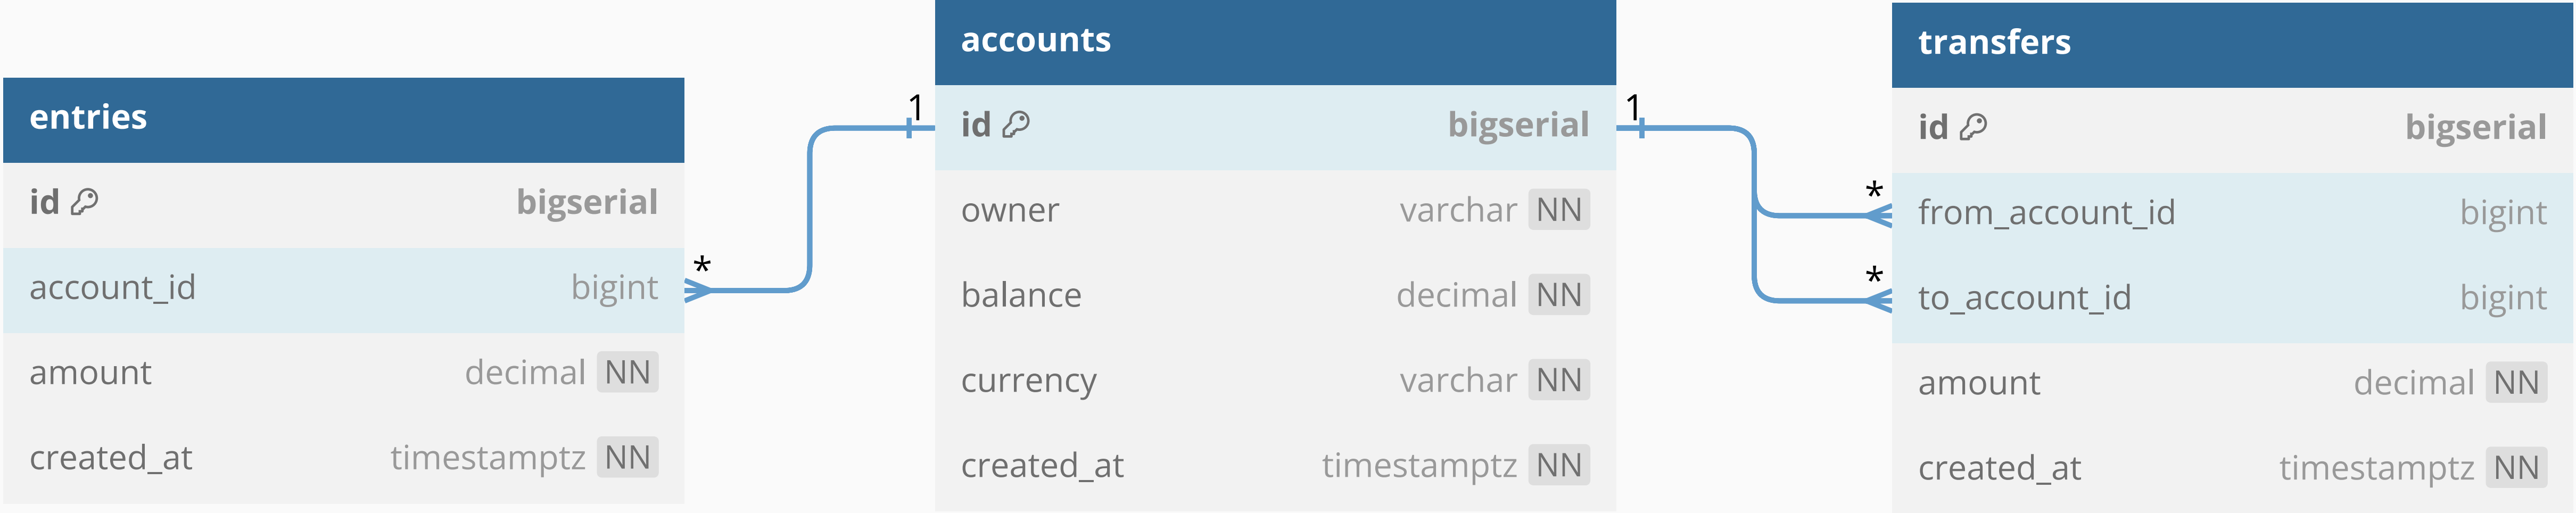 entries
id bigserial
account_id bigint
amount decimal NN
created_at timestamptz NN
*
1
accounts
id bigserial
owner varchar NN
balance decimal NN
currency varchar NN
created_at timestamptz NN
1
*
*
transfers
id bigserial
from_account_id bigint
to_account_id bigint
amount decimal NN
created_at timestamptz NN